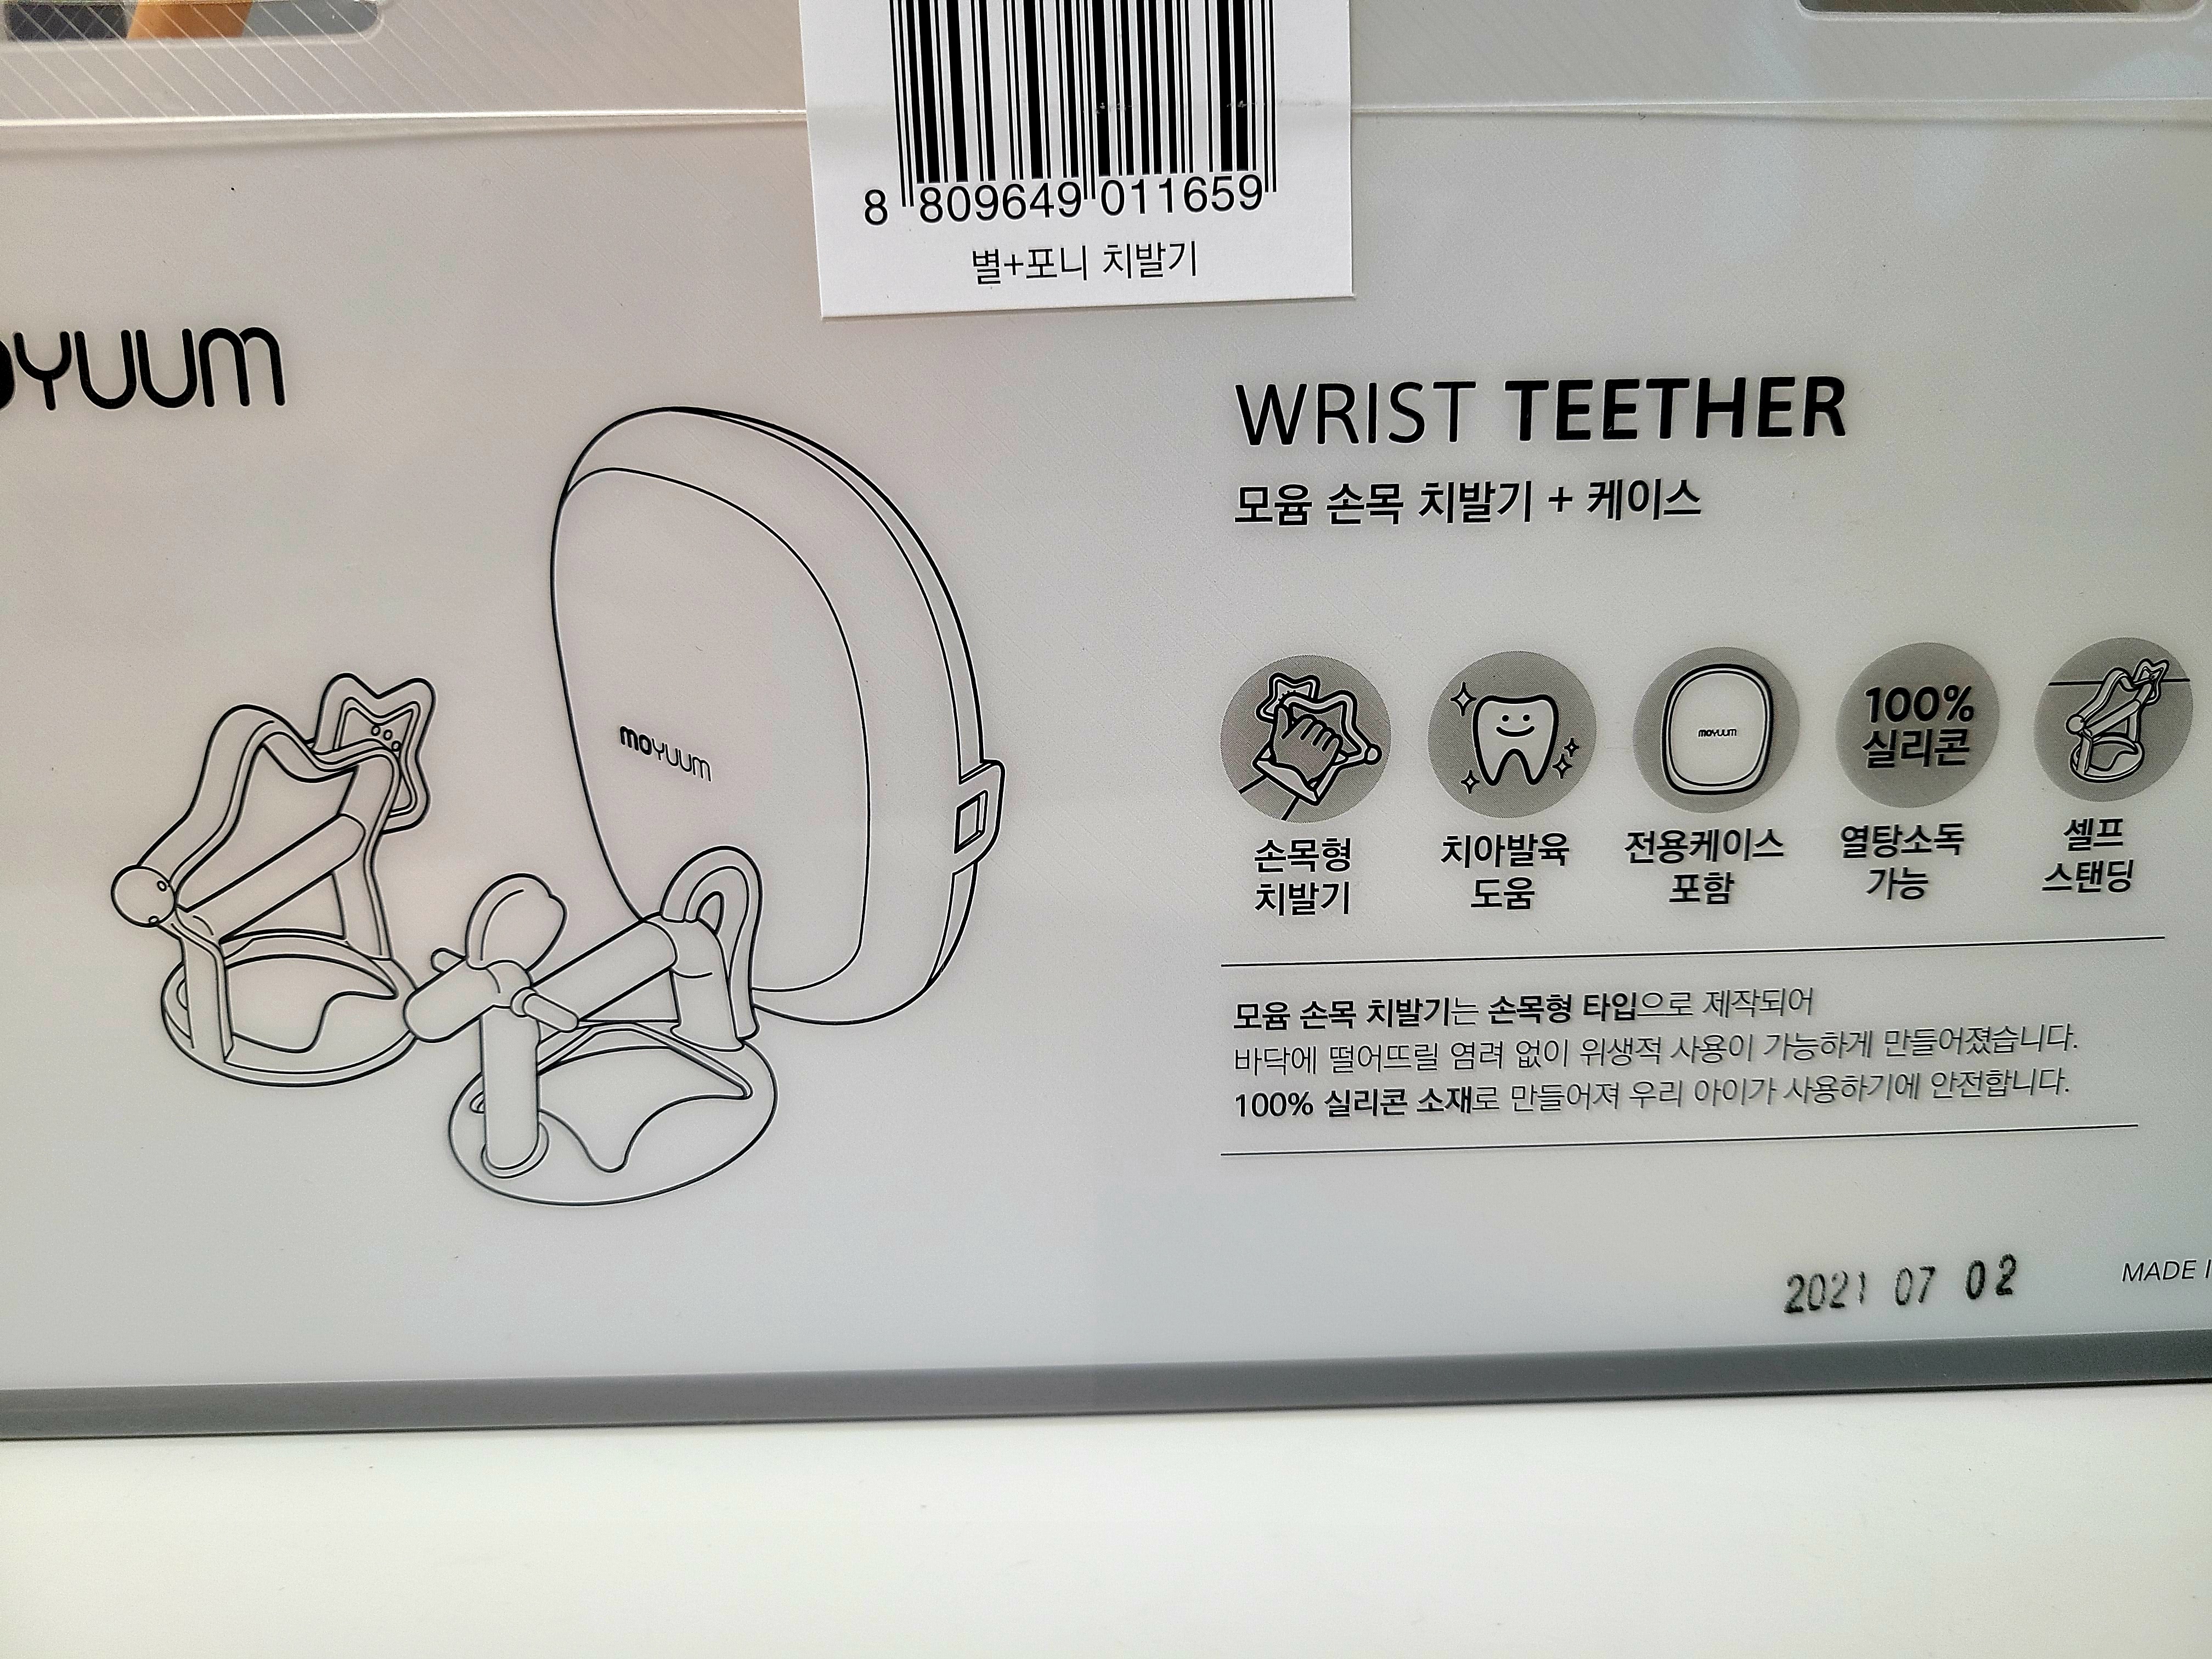 8 809649 011659
별+포니 치발기
OYUUM
WRIST TEETHER
모윰 손목 치발기 + 케이스
moyuum
moyuum
100%
실리콘
손목형
치발기
치아발육
도움
전용케이스
포함
열탕소독
가능
셀프
스탠딩
모윰 손목 치발기는 손목형 타입으로 제작되어
바닥에 떨어뜨릴 염려 없이 위생적 사용이 가능하게 만들어졌습니다.
100% 실리콘 소재로 만들어져 우리 아이가 사용하기에 안전합니다.
2021 07 02
MADE I